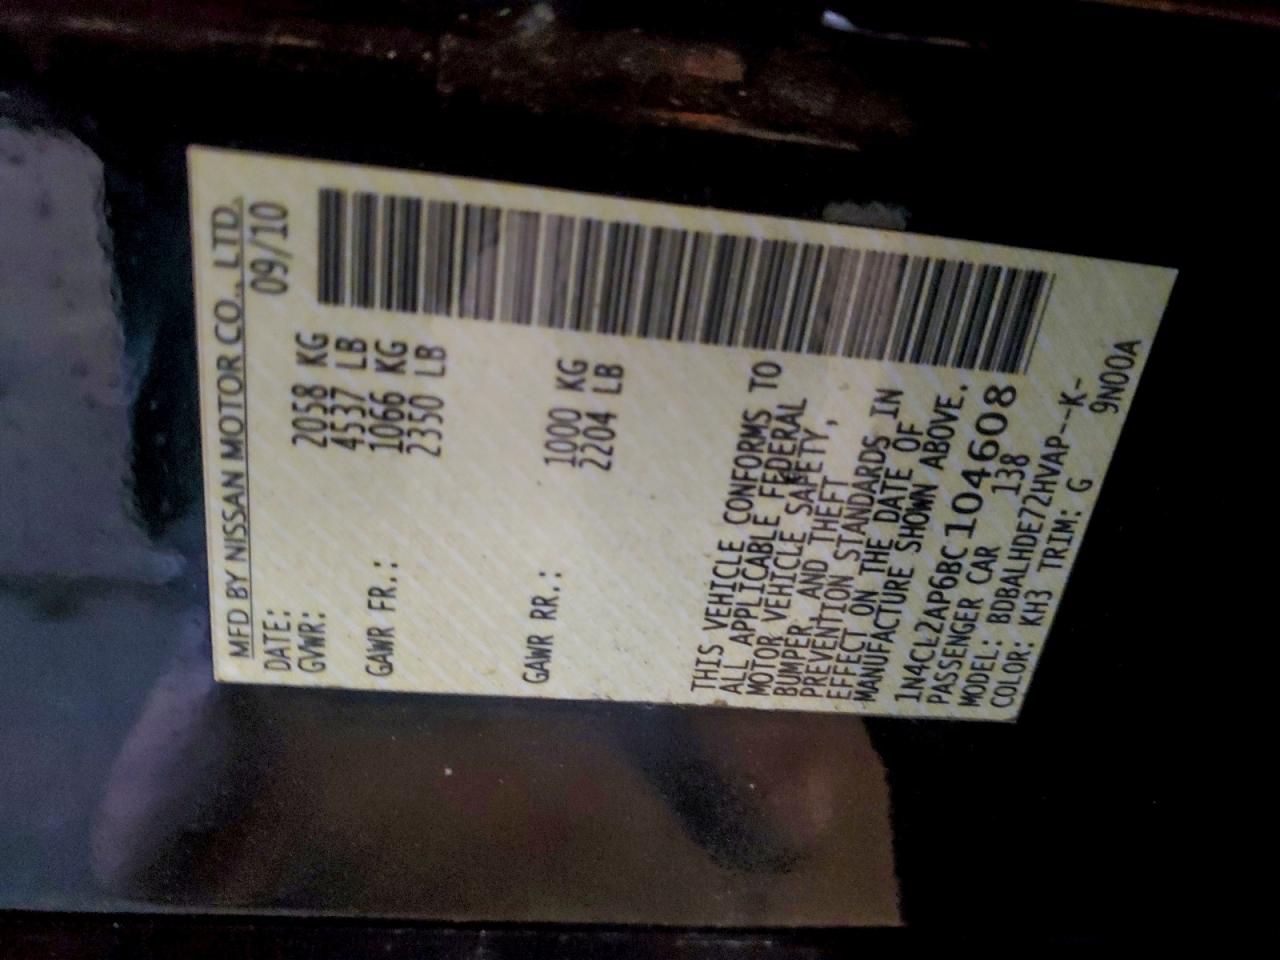 MFD BY NISSAN MOTOR CO., LTD.
DATE: 09/10
GVWR: 2058 KG
4537 LB
GAWR FR.: 1066 KG
2350 LB
GAWR RR.: 1000 KG
2204 LB
THIS VEHICLE CONFORMS TO
ALL APPLICABLE FEDERAL
MOTOR VEHICLE SAFETY,
BUMPER, AND THEFT
PREVENTION STANDARDS IN
EFFECT ON THE DATE OF
MANUFACTURE SHOWN ABOVE.
1N4CL2AP6BC104608
PASSENGER CAR 138
MODEL: BDBALHDE72HVAP---K-
COLOR: KH3 TRIM: G 9N00A